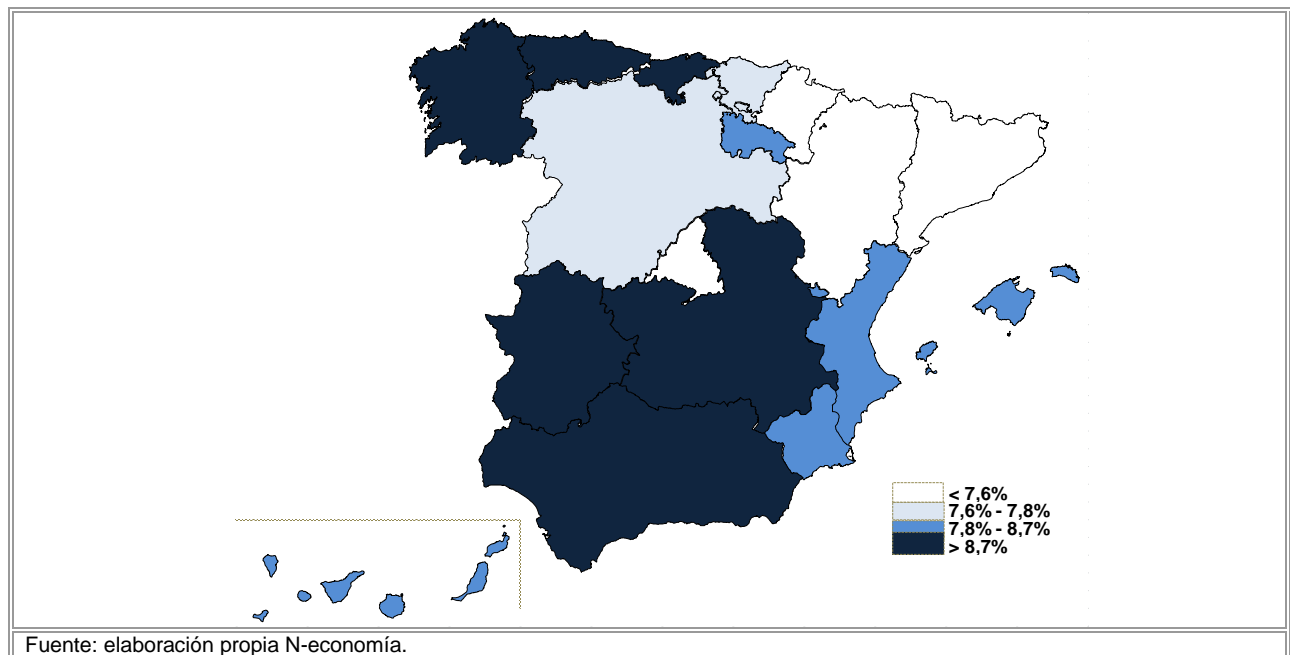 < 7,6%
7,6% - 7,8%
7,8% - 8,7%
> 8,7%
Fuente: elaboración propia N-economía.